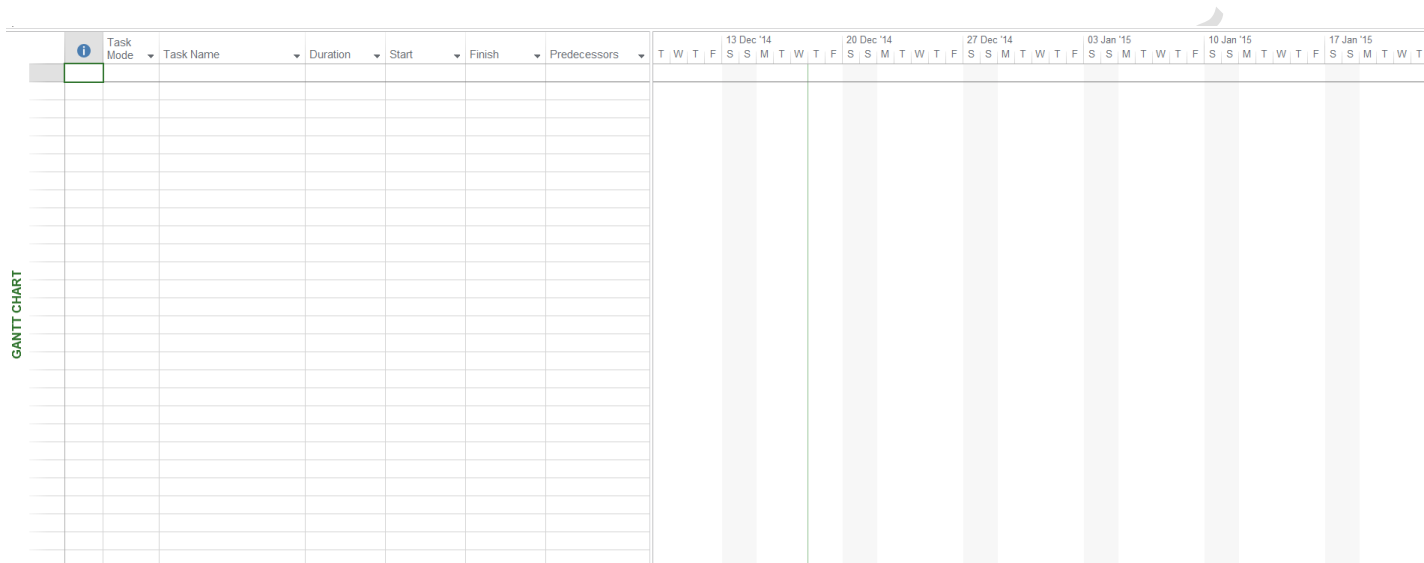 Task
Mode
Task Name
Duration
Start
Finish
Predecessors
13 Dec '14
20 Dec '14
27 Dec '14
03 Jan '15
10 Jan '15
17 Jan '15
T W T F S S M T W T F S S M T W T F S S M T W T F S S M T W T F S S M T W T F S S M T W T
GANTT CHART